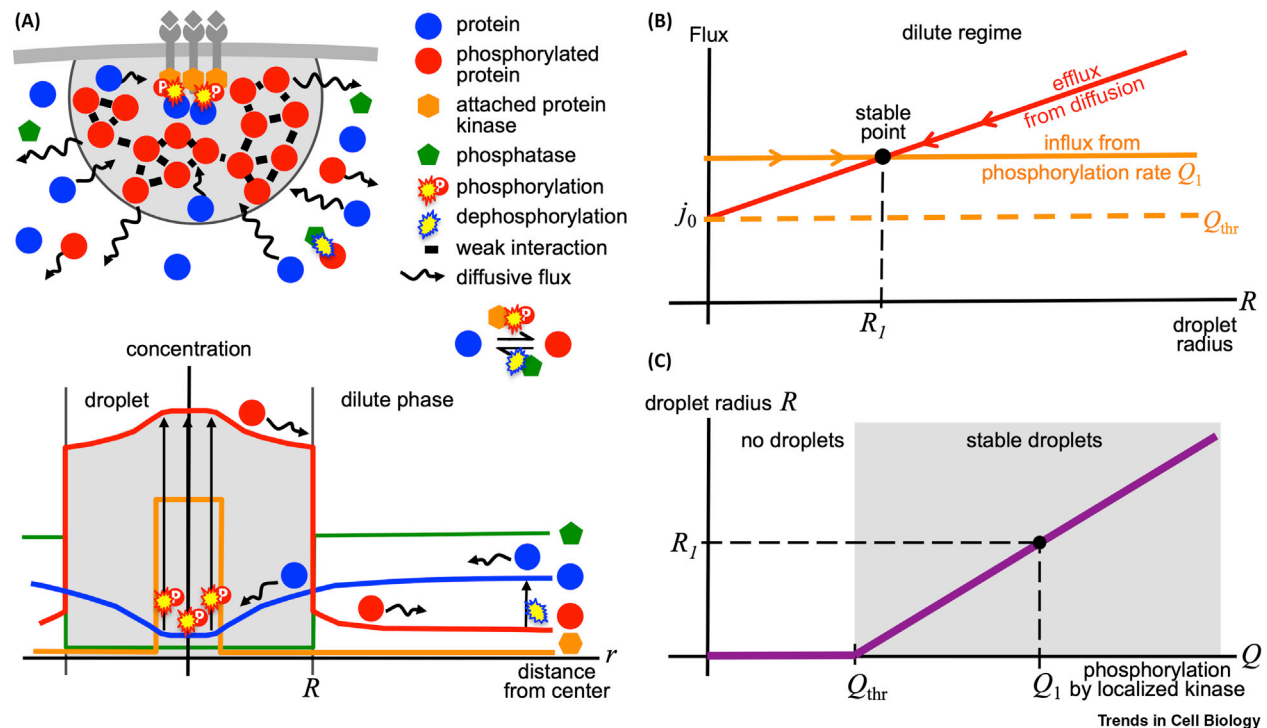 (A)
protein
phosphorylated
protein
attached protein
kinase
phosphatase
phosphorylation
dephosphorylation
weak interaction
diffusive flux
P
P
P
P
concentration
droplet
dilute phase
P
P
P
r
R
distance
from center
(B)
Flux
dilute regime
efflux
from diffusion
stable
point
influx from
phosphorylation rate Q₁
j₀
Q_thr
R₁
R
droplet
radius
(C)
droplet radius R
no droplets
stable droplets
R₁
Q_thr
Q₁
Q
phosphorylation
by localized kinase
Trends in Cell Biology